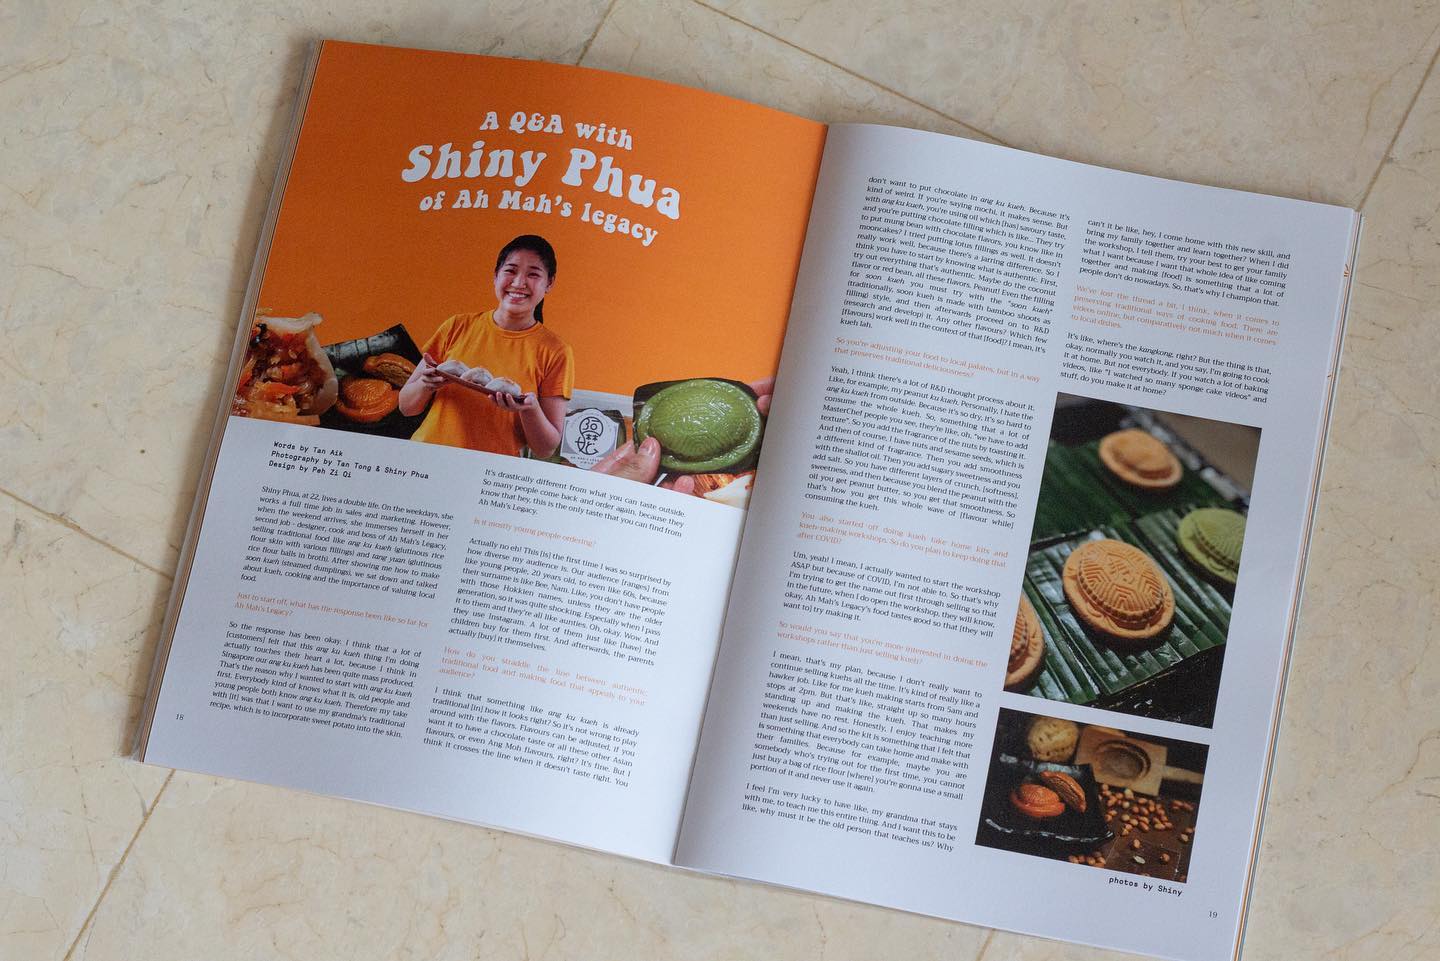 A Q&A with
Shiny Phua
of Ah Mah's legacy
Words by Tan Aik
Photography by Tan Tong & Shiny Phua
Design by Peh Zi Qi
Shiny Phua, at 22, lives a double life. On the weekdays, she
works a full time job in sales and marketing. However,
when the weekend arrives, she immerses herself in her
second job - designer, cook and boss of Ah Mah's Legacy,
selling traditional food like ang ku kueh (glutinous rice
flour skin with various fillings) and tang yuan (glutinous
rice flour balls in broth). After showing me how to make
soon kueh (steamed dumplings), we sat down and talked
about kueh, cooking and the importance of valuing local
food.
Just to start off, what has the response been like so far for
Ah Mah's Legacy?
So the response has been okay. I think that a lot of
[customers] felt that this ang ku kueh thing I'm doing
actually touches their heart a lot, because I think in
Singapore our ang ku kueh has been quite mass produced.
That's the reason why I wanted to start with ang ku kueh
first. Everybody kind of knows what it is, old people and
young people both know ang ku kueh. Therefore my take
with [it] was that I want to use my grandma's traditional
recipe, which is to incorporate sweet potato into the skin.
18
It's drastically different from what you can taste outside.
So many people come back and order again, because they
know that hey, this is the only taste that you can find from
Ah Mah's Legacy.
Is it mostly young people ordering?
Actually no eh! This [is] the first time I was so surprised by
how diverse my audience is. Our audience [ranges] from
like young people, 20 years old, to even like 60s, because
their surname is like Bee, Nam. Like, you don't have people
with those Hokkien names, unless they are the older
generation, so it was quite shocking. Especially when I pass
it to them and they're all like aunties. Oh, okay. Wow. And
they use Instagram. A lot of them just like [have] the
children buy for them first. And afterwards, the parents
actually [buy] it themselves.
How do you straddle the line between authentic,
traditional food and making food that appeals to your
audience?
I think that something like ang ku kueh is already
traditional [in] how it looks right? So it's not wrong to play
around with the flavors. Flavours can be adjusted, if you
want it to have a chocolate taste or all these other Asian
flavours, or even Ang Moh flavours, right? It's fine. But I
think it crosses the line when it doesn't taste right. You
don't want to put chocolate in ang ku kueh. Because it's
kind of weird. If you're saying mochi, it makes sense. But
with ang ku kueh, you're using oil which [has] savoury taste,
and you're putting chocolate filling which is like... They try
to put mung bean with chocolate flavors, you know like in
mooncakes? I tried putting lotus fillings as well. It doesn't
really work well, because there's a jarring difference. So I
think you have to start by knowing what is authentic. First,
try out everything that's authentic. Maybe do the coconut
flavor or red bean, all these flavors. Peanut! Even the filling
for soon kueh you must try with the "soon kueh"
(traditionally, soon kueh is made with bamboo shoots as
filling) style, and then afterwards proceed on to R&D
(research and develop) it. Any other flavours? Which few
[flavours] work well in the context of that [food]? I mean, it's
kueh lah.
So you're adjusting your food to local palates, but in a way
that preserves traditional deliciousness?
Yeah, I think there's a lot of R&D thought process about it.
Like, for example, my peanut ku kueh. Personally, I hate the
ang ku kueh from outside. Because it's so dry, it's so hard to
consume the whole kueh. So, something that a lot of
MasterChef people you see, they're like, oh, "we have to add
texture". So you add the fragrance of the nuts by toasting it.
And then of course, I have nuts and sesame seeds, which is
a different kind of fragrance. Then you add smoothness
with the shallot oil. Then you add sugary sweetness and you
add salt. So you have different layers of crunch, [softness],
sweetness, and then because you blend the peanut with the
oil you get peanut butter, so you get that smoothness. So
that's how you get this whole wave of [flavour while]
consuming the kueh.
You also started off doing kueh take home kits and
kueh-making workshops. So do you plan to keep doing that
after COVID?
Um, yeah! I mean, I actually wanted to start the workshop
ASAP but because of COVID, I'm not able to. So that's why
I'm trying to get the name out first through selling so that
in the future, when I do open the workshop, they will know,
okay, Ah Mah's Legacy's food tastes good so that [they will
want to] try making it.
So would you say that you're more interested in doing the
workshops rather than just selling kueh?
I mean, that's my plan, because I don't really want to
continue selling kuehs all the time. It's kind of really like a
hawker job. Like for me kueh making starts from 5am and
stops at 2pm. But that's like, straight up so many hours
standing up and making the kueh. That makes my
weekends have no rest. Honestly, I enjoy teaching more
than just selling. And so the kit is something that I felt that
is something that everybody can take home and make with
their families. Because for example, maybe you are
somebody who's trying out for the first time, you cannot
just buy a bag of rice flour [where] you're gonna use a small
portion of it and never use it again.
I feel I'm very lucky to have like, my grandma that stays
with me, to teach me this entire thing. And I want this to be
like, why must it be the old person that teaches us? Why
can't it be like, hey, I come home with this new skill, and
bring my family together and learn together? When I did
the workshop, I tell them, try your best to get your family
what I want because I want that whole idea of like coming
together and making [food] is something that a lot of
people don't do nowadays. So, that's why I champion that.
We've lost the thread a bit, I think, when it comes to
preserving traditional ways of cooking food. There are
videos online, but comparatively not much when it comes
to local dishes.
It's like, where's the kangkong, right? But the thing is that,
okay, normally you watch it, and you say, I'm going to cook
it at home. But not everybody. If you watch a lot of baking
videos, like "I watched so many sponge cake videos" and
stuff, do you make it at home?
photos by Shiny
19